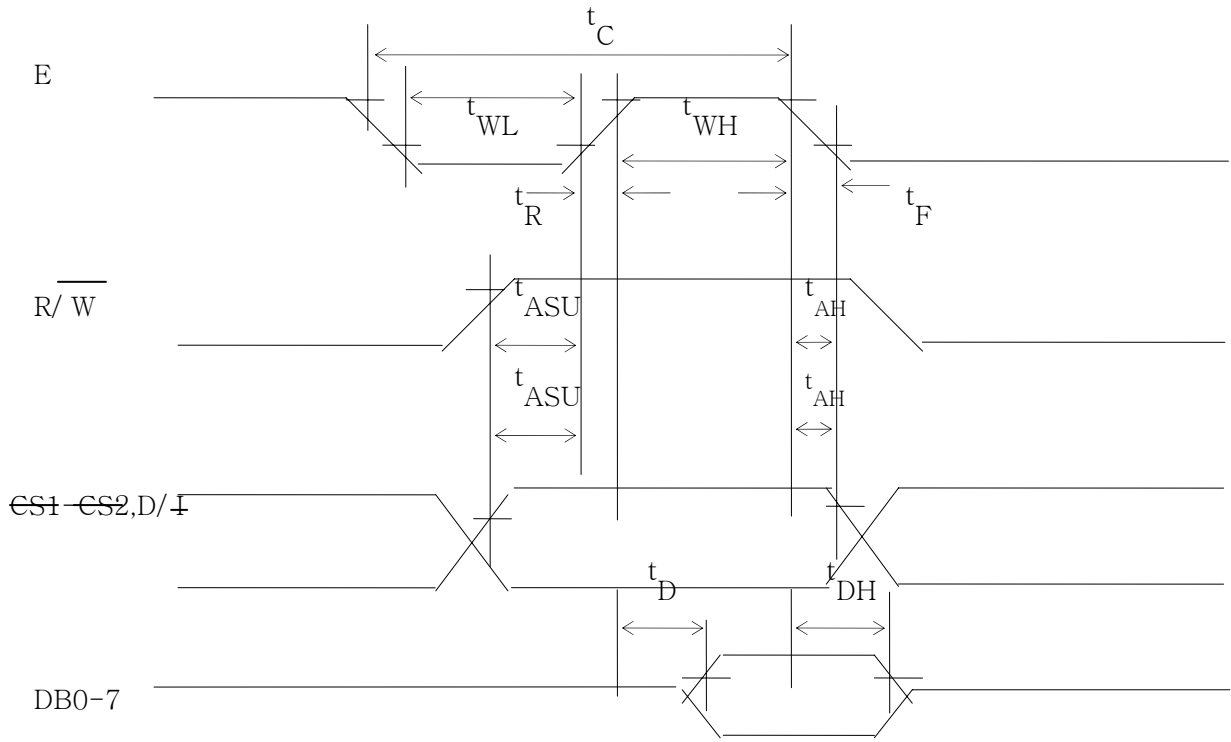 tC
E
tWL
tWH
tR
tF
R/W
tASU
tAH
tASU
tAH
CS1 CS2,D/I
tD
tDH
DB0-7